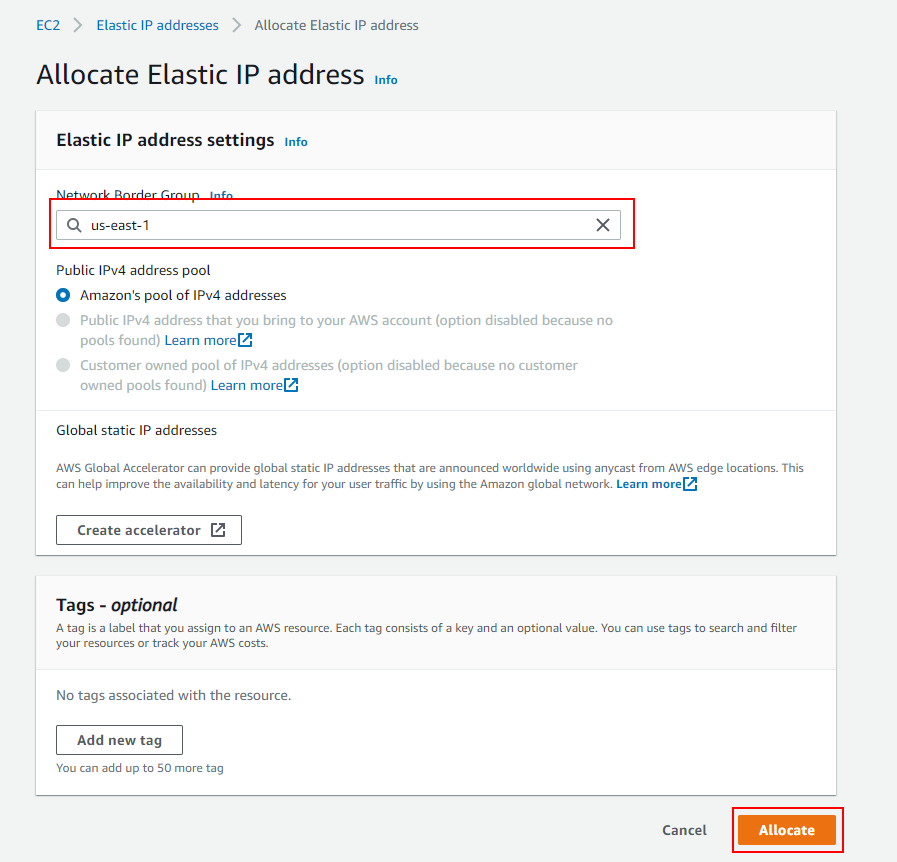 EC2 Elastic IP addresses Allocate Elastic IP address
Allocate Elastic IP address Info
Elastic IP address settings Info
Network Border Group Info
us-east-1
Public IPv4 address pool
Amazon's pool of IPv4 addresses
Public IPv4 address that you bring to your AWS account (option disabled because no
pools found) Learn more
Customer owned pool of IPv4 addresses (option disabled because no customer
owned pools found) Learn more
Global static IP addresses
AWS Global Accelerator can provide global static IP addresses that are announced worldwide using anycast from AWS edge locations. This
can help improve the availability and latency for your user traffic by using the Amazon global network. Learn more
Create accelerator
Tags - optional
A tag is a label that you assign to an AWS resource. Each tag consists of a key and an optional value. You can use tags to search and filter
your resources or track your AWS costs.
No tags associated with the resource.
Add new tag
You can add up to 50 more tag
Cancel Allocate